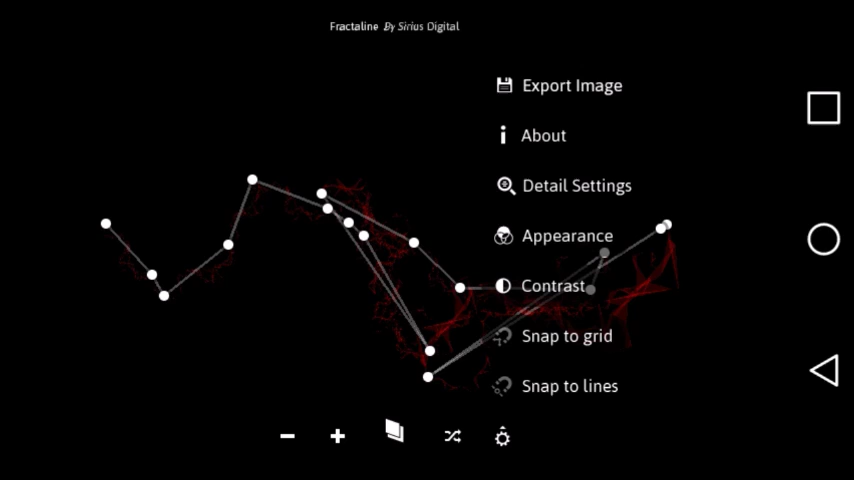 Fractaline By Sirius Digital
Export Image
About
Detail Settings
Appearance
Contrast
Snap to grid
Snap to lines